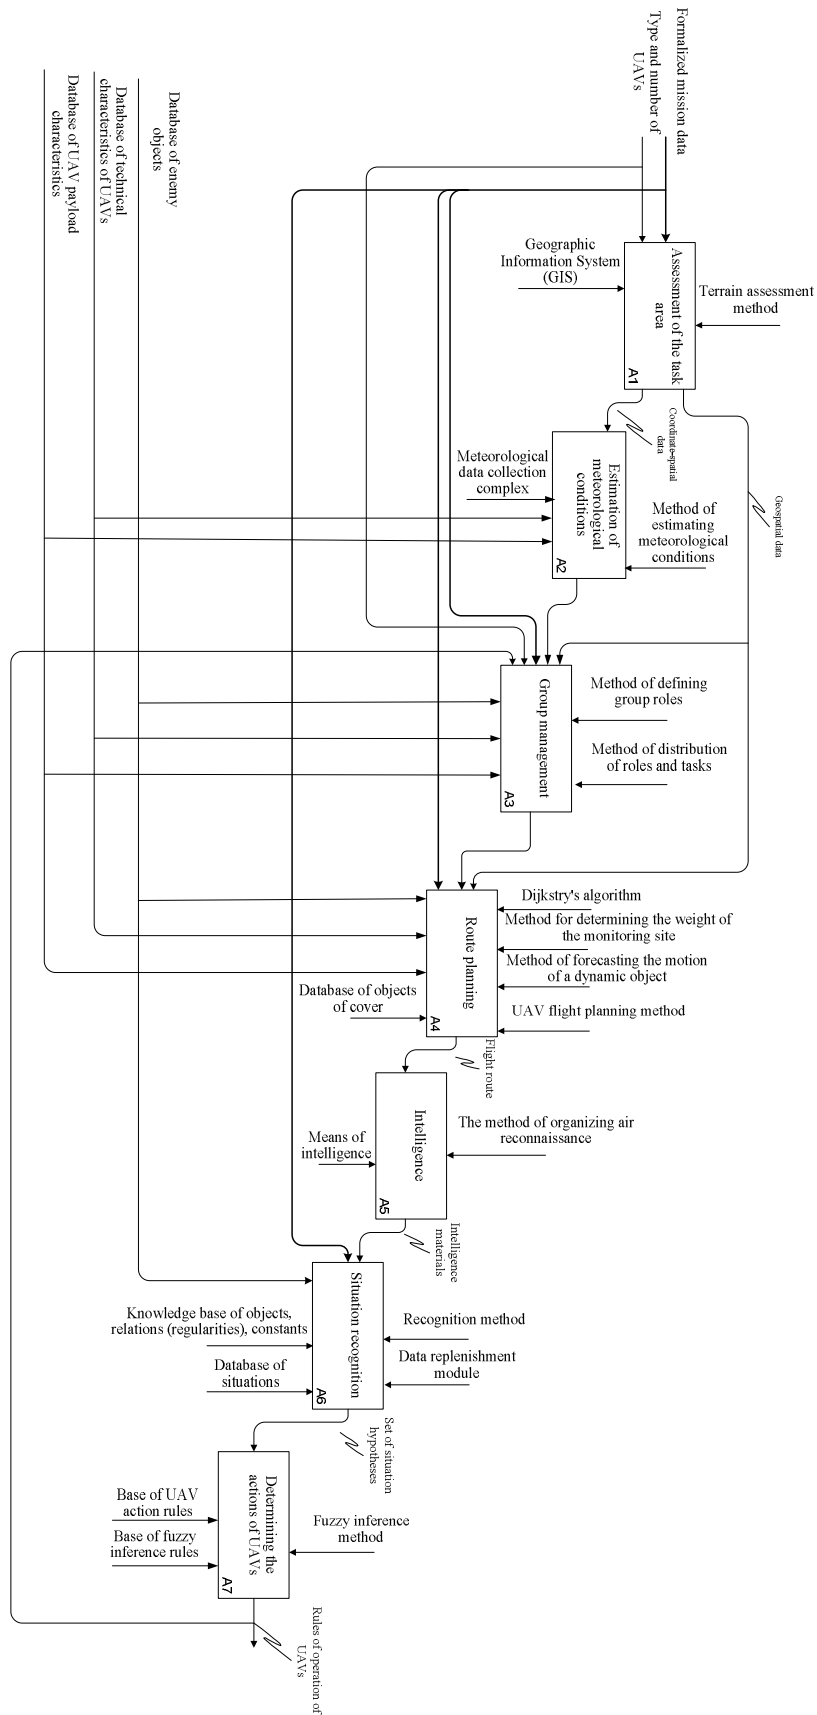 Formalized mission data
Type and number of
UAVs
Database of enemy
objects
Database of technical
characteristics of UAVs
Database of UAV payload
characteristics
Geographic
Information System
(GIS)
Assessment of the task
area
A1
Terrain assessment
method
Coordinate-spatial
data
Geospatial data
Meteorological
data collection
complex
Estimation of
meteorological
conditions
A2
Method of
estimating
meteorological
conditions
Group management
A3
Method of defining
group roles
Method of distribution
of roles and tasks
Route planning
A4
Dijkstry's algorithm
Method for determining the weight of
the monitoring site
Method of forecasting the motion
of a dynamic object
UAV flight planning method
Database of objects
of cover
Flight route
Intelligence
A5
The method of organizing air
reconnaissance
Means of
intelligence
Intelligence
materials
Situation recognition
A6
Knowledge base of objects,
relations (regularities), constants
Database of
situations
Recognition method
Data replenishment
module
Set of situation
hypotheses
Determining the
actions of UAVs
A7
Base of UAV
action rules
Base of fuzzy
inference rules
Fuzzy inference
method
Rules of operation of
UAVs